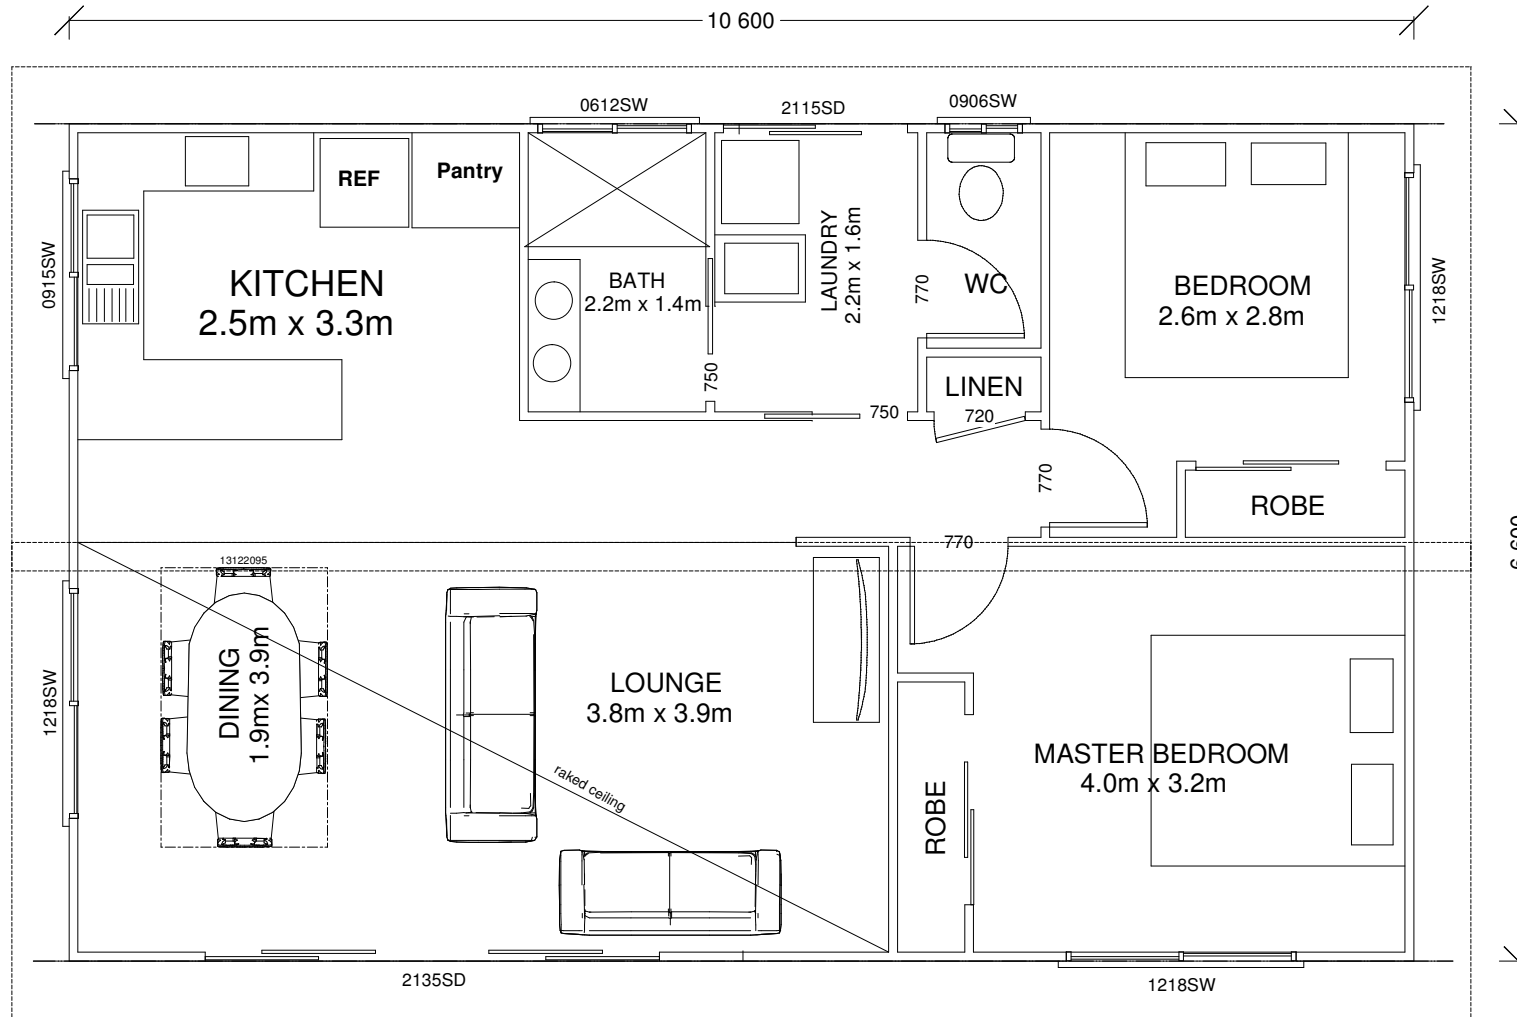 10 600
0612SW
2115SD
0906SW
REF
Pantry
0915SW
KITCHEN
2.5m x 3.3m
BATH
2.2m x 1.4m
750
LAUNDRY
2.2m x 1.6m
750
770
WC
LINEN
720
770
BEDROOM
2.6m x 2.8m
1218SW
ROBE
770
13122095
DINING
1.9mx 3.9m
1218SW
LOUNGE
3.8m x 3.9m
raked ceiling
ROBE
MASTER BEDROOM
4.0m x 3.2m
2135SD
1218SW